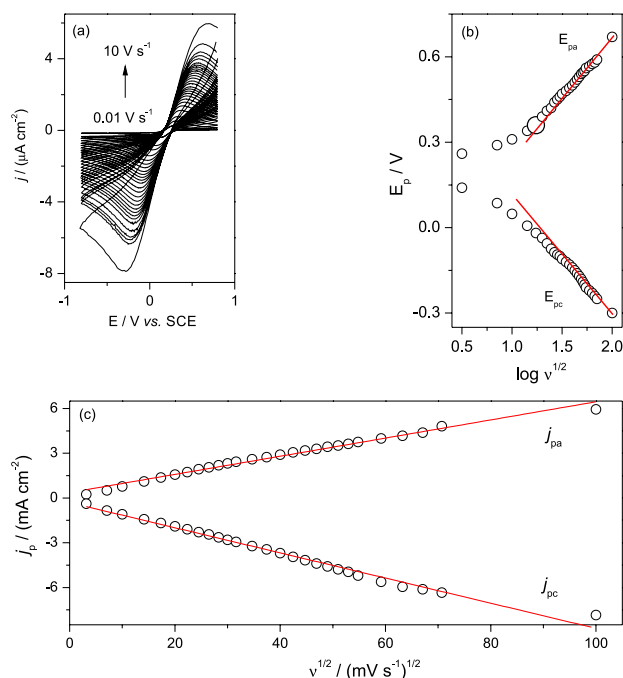 (a)
10 V s⁻¹
0.01 V s⁻¹
j / (μA cm⁻²)
4
0
-4
-8
-1
0
1
E / V vs. SCE
(b)
E_pa
E_pc
E_p / V
0.6
0.3
0.0
-0.3
0.5
1.0
1.5
2.0
log ν^1/2
(c)
j_pa
j_pc
j_p / (mA cm⁻²)
6
3
0
-3
-6
0
20
40
60
80
100
ν^1/2 / (mV s⁻¹)^1/2